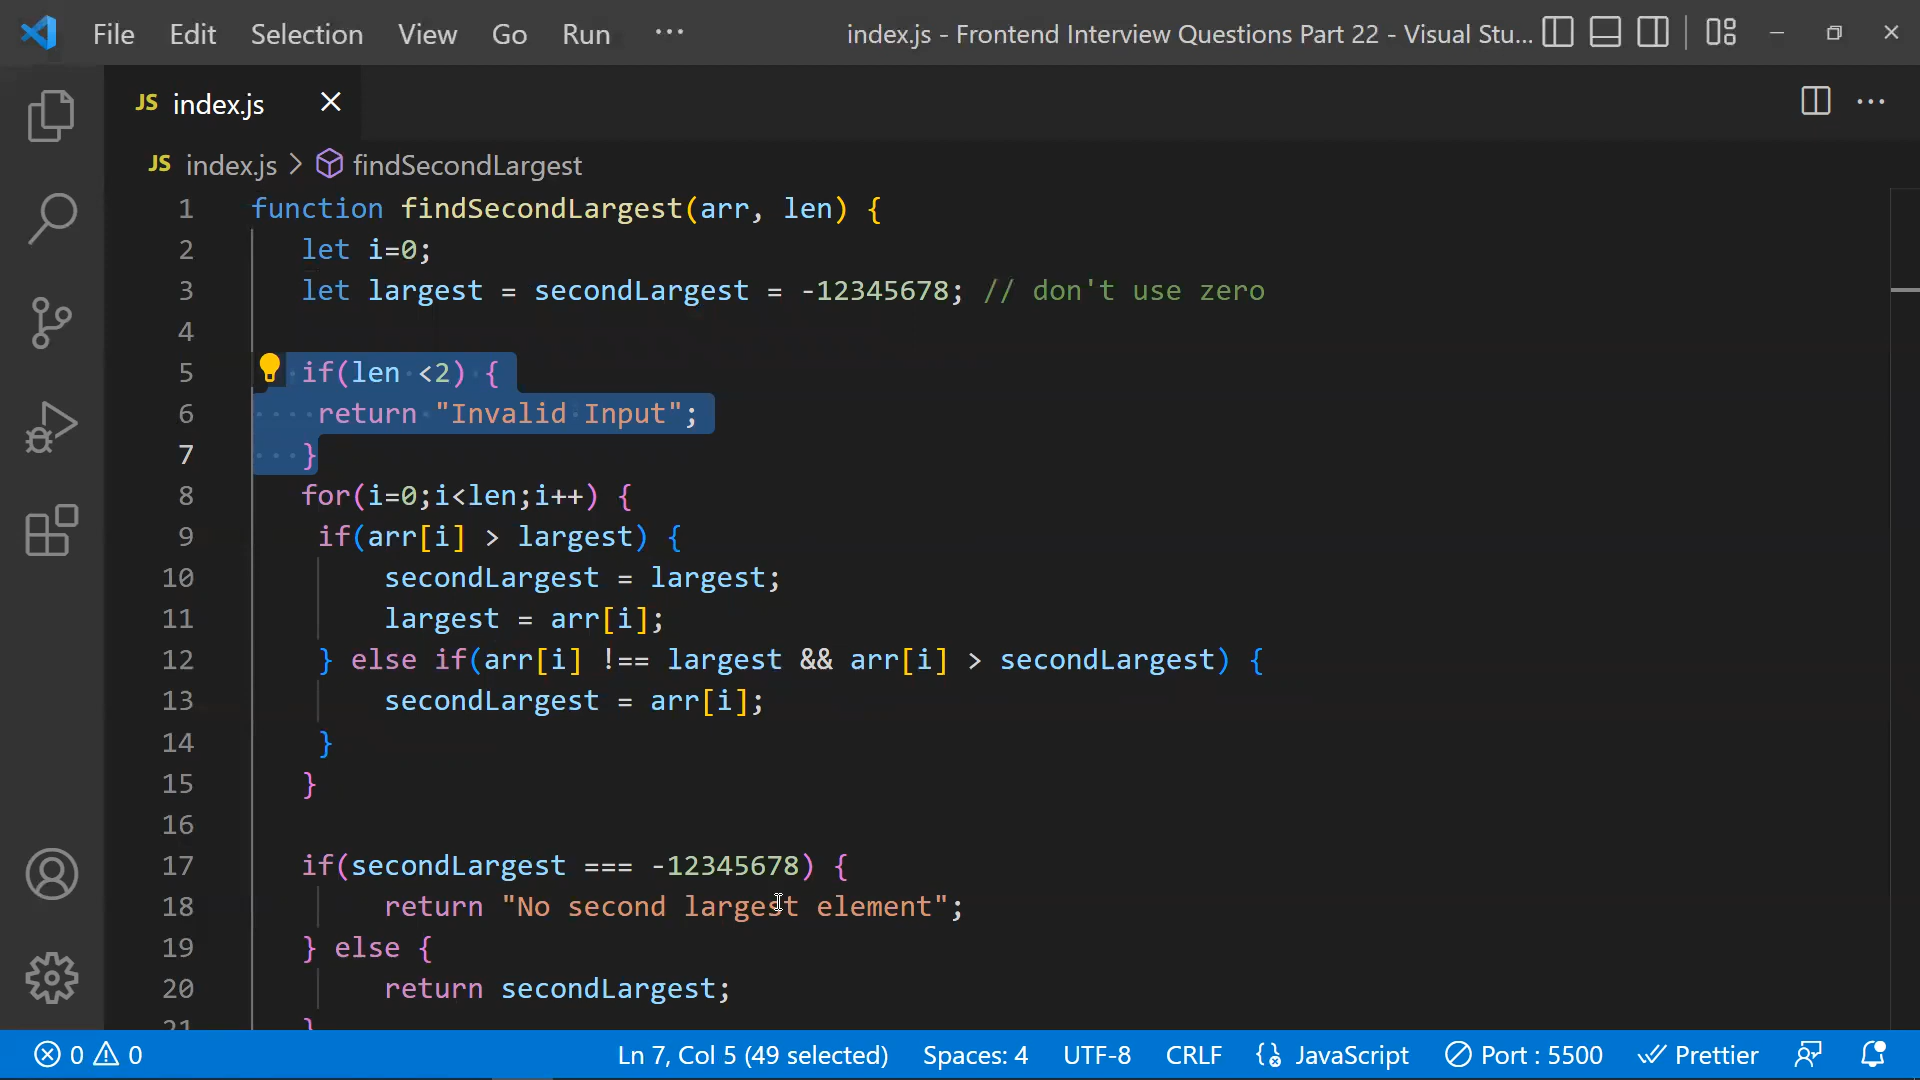 File Edit Selection View Go Run ··· index.js - Frontend Interview Questions Part 22 - Visual Stu...
JS index.js
JS index.js > findSecondLargest
1 function findSecondLargest(arr, len) {
2 let i=0;
3 let largest = secondLargest = -12345678; // don't use zero
4
5 if(len <2) {
6 return "Invalid Input";
7 }
8 for(i=0;i<len;i++) {
9 if(arr[i] > largest) {
10 secondLargest = largest;
11 largest = arr[i];
12 } else if(arr[i] !== largest && arr[i] > secondLargest) {
13 secondLargest = arr[i];
14 }
15 }
16
17 if(secondLargest === -12345678) {
18 return "No second largest element";
19 } else {
20 return secondLargest;
21 }
0 0 Ln 7, Col 5 (49 selected) Spaces: 4 UTF-8 CRLF JavaScript Port : 5500 Prettier